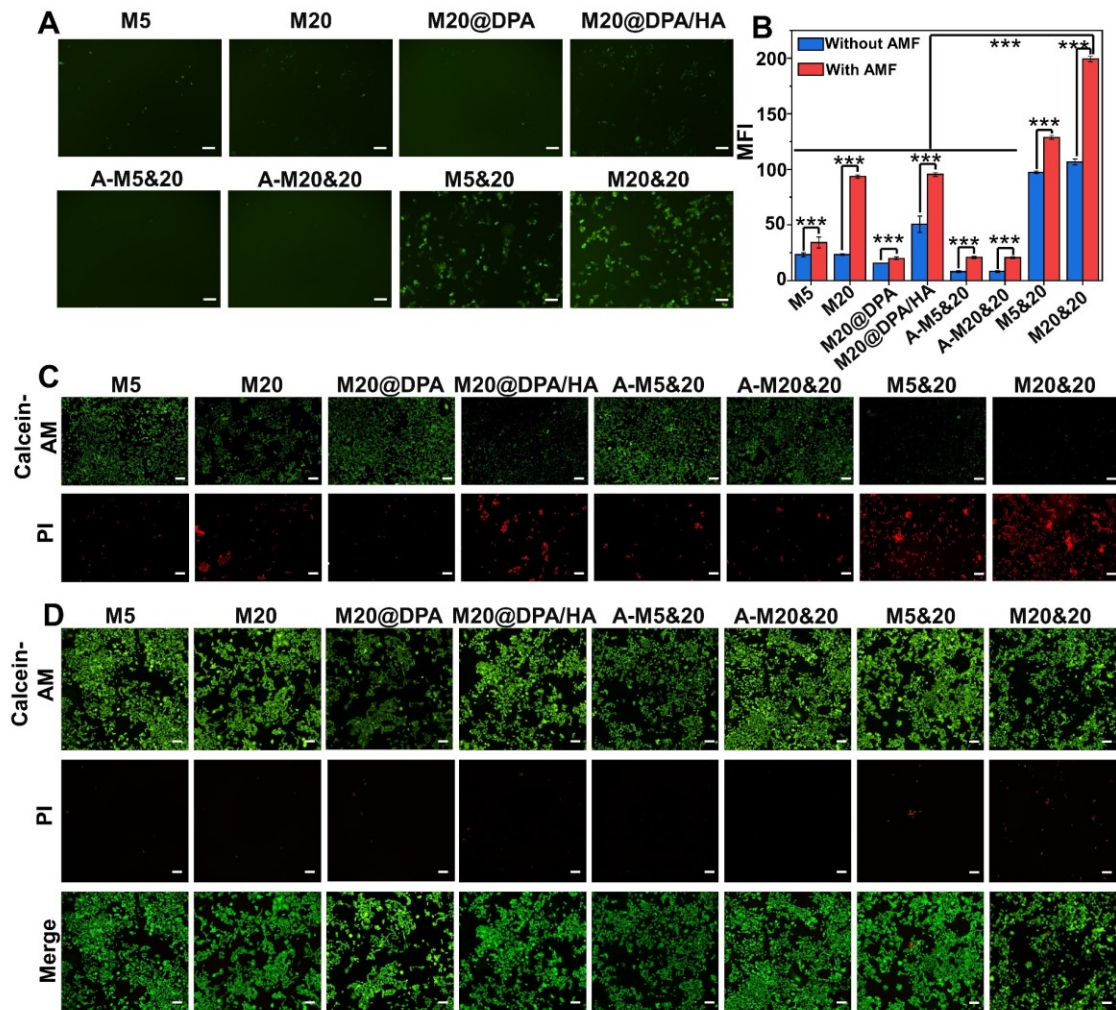 A
M5 M20 M20@DPA M20@DPA/HA
A-M5&20 A-M20&20 M5&20 M20&20
B
MFI
200
150
100
50
0
Without AMF
With AMF
***
***
***
***
***
***
***
***
***
M5
M20
M20@DPA
M20@DPA/HA
A-M5&20
A-M20&20
M5&20
M20&20
C
M5 M20 M20@DPA M20@DPA/HA A-M5&20 A-M20&20 M5&20 M20&20
Calcein-
AM
PI
D
M5 M20 M20@DPA M20@DPA/HA A-M5&20 A-M20&20 M5&20 M20&20
Calcein-
AM
PI
Merge